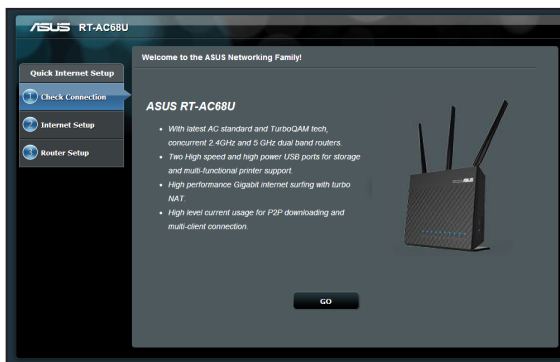 ASUS RT-AC68U
Quick Internet Setup
1 Check Connection
2 Internet Setup
3 Router Setup
Welcome to the ASUS Networking Family!
ASUS RT-AC68U
• With latest AC standard and TurboQAM tech,
concurrent 2.4GHz and 5 GHz dual band routers.
• Two High speed and high power USB ports for storage
and multi-functional printer support.
• High performance Gigabit internet surfing with turbo
NAT.
• High level current usage for P2P downloading and
multi-client connection.
GO